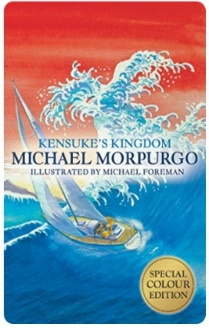 KENSUKE'S KINGDOM
MICHAEL MORPURGO
ILLUSTRATED BY MICHAEL FOREMAN
SPECIAL
COLOUR
EDITION